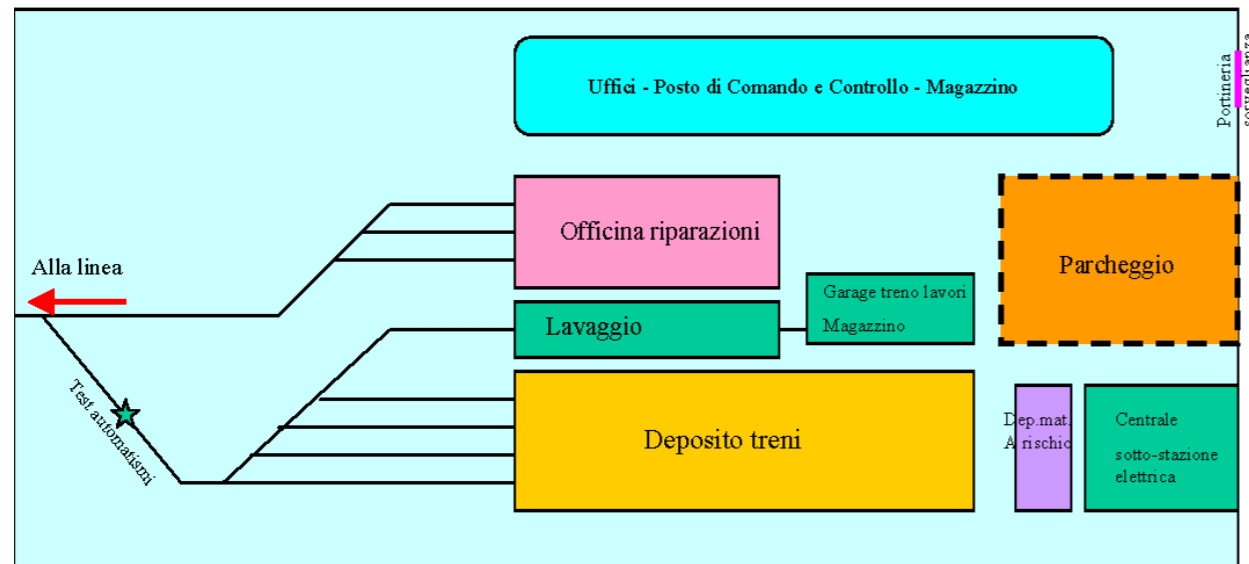 Uffici - Posto di Comando e Controllo - Magazzino
Portineria
sorveglianza
Officina riparazioni
Parcheggio
Alla linea
Garage treno lavori
Magazzino
Lavaggio
Test automatismi
Deposito treni
Dep.mat.
A rischio
Centrale
sotto-stazione
elettrica